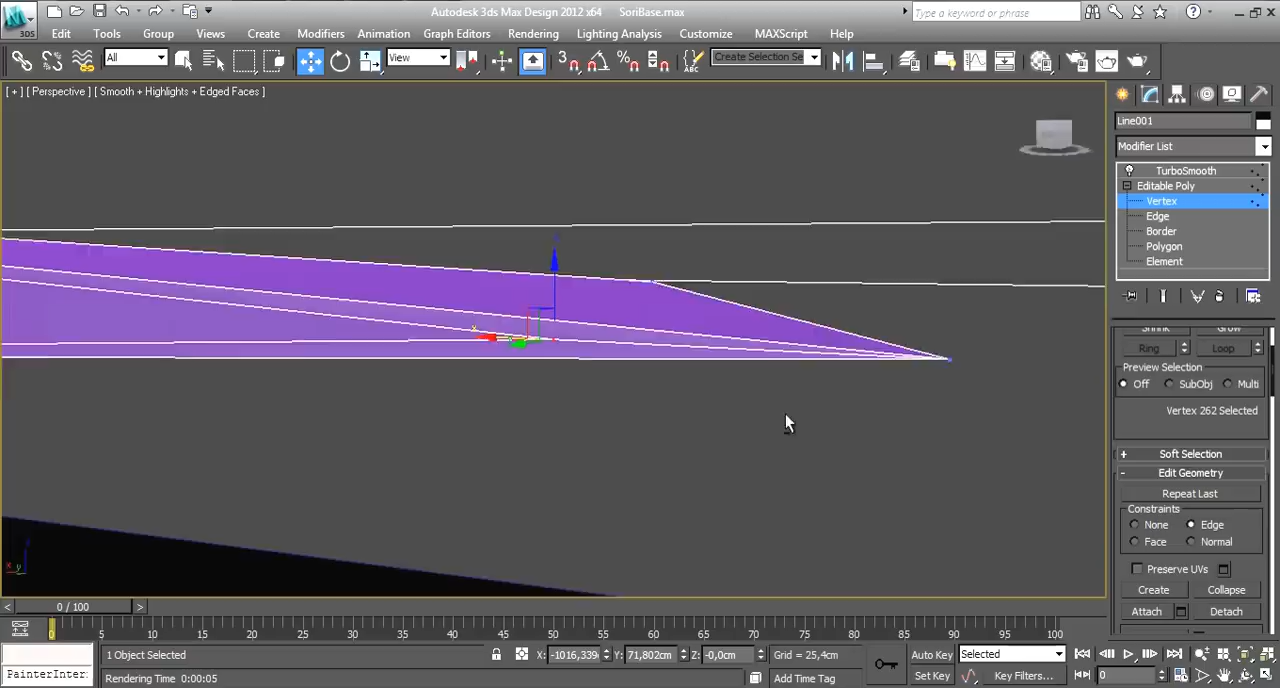 Autodesk 3ds Max Design 2012 x64 SoriBase.max
Type a keyword or phrase
3DS
Edit Tools Group Views Create Modifiers Animation Graph Editors Rendering Lighting Analysis Customize MAXScript Help
All View Create Selection Se
[ + ] [ Perspective ] [ Smooth + Highlights + Edged Faces ]
Line001
Modifier List
TurboSmooth
Editable Poly
Vertex
Edge
Border
Polygon
Element
Shrink Grow
Ring Loop
Preview Selection
Off SubObj Multi
Vertex 262 Selected
+ Soft Selection
- Edit Geometry
Repeat Last
Constraints
None Edge
Face Normal
Preserve UVs
Create Collapse
Attach Detach
x
x y
< 0 / 100 >
0 5 10 15 20 25 30 35 40 45 50 55 60 65 70 75 80 85 90 95 100
1 Object Selected X: -1016,339 Y: 71,802cm Z: -0,0cm Grid = 25,4cm Auto Key Selected
PainterInter Rendering Time 0:00:05 Add Time Tag Set Key Key Filters... 0